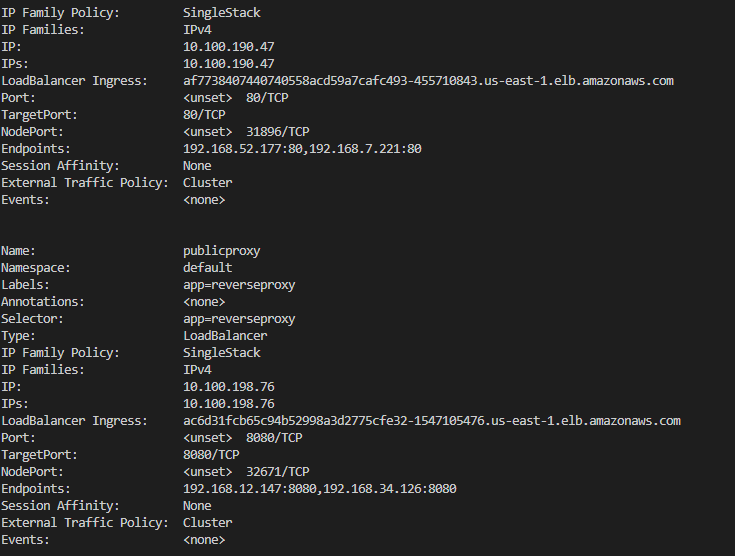 IP Family Policy: SingleStack
IP Families: IPv4
IP: 10.100.190.47
IPs: 10.100.190.47
LoadBalancer Ingress: af7738407440740558acd59a7cafc493-455710843.us-east-1.elb.amazonaws.com
Port: <unset> 80/TCP
TargetPort: 80/TCP
NodePort: <unset> 31896/TCP
Endpoints: 192.168.52.177:80,192.168.7.221:80
Session Affinity: None
External Traffic Policy: Cluster
Events: <none>
Name: publicproxy
Namespace: default
Labels: app=reverseproxy
Annotations: <none>
Selector: app=reverseproxy
Type: LoadBalancer
IP Family Policy: SingleStack
IP Families: IPv4
IP: 10.100.198.76
IPs: 10.100.198.76
LoadBalancer Ingress: ac6d31fcb65c94b52998a3d2775cfe32-1547105476.us-east-1.elb.amazonaws.com
Port: <unset> 8080/TCP
TargetPort: 8080/TCP
NodePort: <unset> 32671/TCP
Endpoints: 192.168.12.147:8080,192.168.34.126:8080
Session Affinity: None
External Traffic Policy: Cluster
Events: <none>